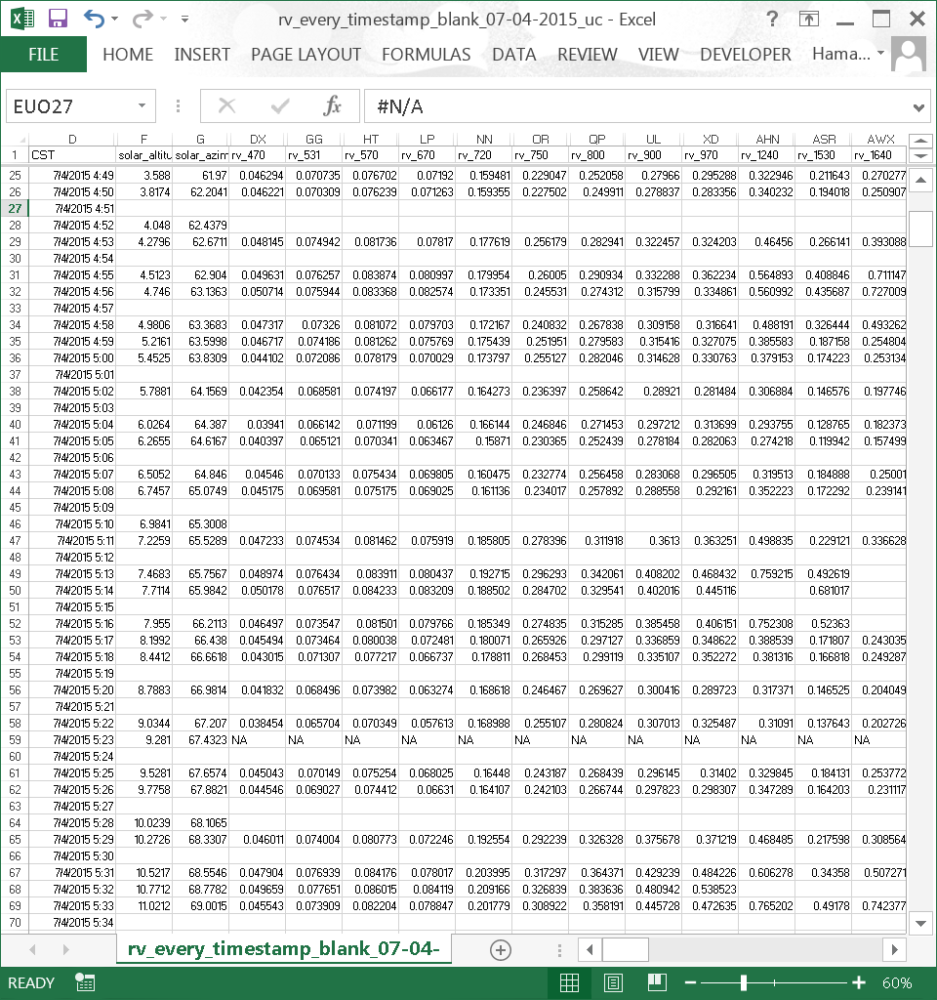 rv_every_timestamp_blank_07-04-2015_uc - Excel
FILE HOME INSERT PAGE LAYOUT FORMULAS DATA REVIEW VIEW DEVELOPER Hama...
EUO27 fx #N/A
D F G DX GG HT LP NN OR QP UL XD AHN ASR AWX
1 CST solar_altitu solar_azim rv_470 rv_531 rv_570 rv_670 rv_720 rv_750 rv_800 rv_900 rv_970 rv_1240 rv_1530 rv_1640
25 7/4/2015 4:49 3.588 61.97 0.046294 0.070735 0.076702 0.07192 0.159481 0.229047 0.252058 0.27966 0.295288 0.322946 0.211643 0.270277
26 7/4/2015 4:50 3.8174 62.2041 0.046221 0.070309 0.076239 0.071263 0.159355 0.227502 0.249911 0.278837 0.283356 0.340232 0.194018 0.250907
27 7/4/2015 4:51
28 7/4/2015 4:52 4.048 62.4379
29 7/4/2015 4:53 4.2796 62.6711 0.048145 0.074942 0.081736 0.07817 0.177619 0.256179 0.282941 0.322457 0.324203 0.46456 0.266141 0.393088
30 7/4/2015 4:54
31 7/4/2015 4:55 4.5123 62.904 0.049631 0.076257 0.083874 0.080997 0.179954 0.26005 0.290934 0.332288 0.362234 0.564893 0.408846 0.711147
32 7/4/2015 4:56 4.746 63.1363 0.050714 0.075944 0.083368 0.082574 0.173351 0.245531 0.274312 0.315799 0.334861 0.560992 0.435687 0.727009
33 7/4/2015 4:57
34 7/4/2015 4:58 4.9806 63.3683 0.047317 0.07326 0.081072 0.079703 0.172167 0.240832 0.267838 0.309158 0.316641 0.488191 0.326444 0.493262
35 7/4/2015 4:59 5.2161 63.5998 0.046717 0.074186 0.081262 0.075769 0.175439 0.251951 0.279583 0.315416 0.327075 0.385583 0.187158 0.254804
36 7/4/2015 5:00 5.4525 63.8309 0.044102 0.072086 0.078179 0.070029 0.173797 0.255127 0.282046 0.314628 0.330763 0.379153 0.174223 0.253134
37 7/4/2015 5:01
38 7/4/2015 5:02 5.7881 64.1569 0.042354 0.068581 0.074197 0.066177 0.164273 0.236397 0.258642 0.28921 0.281484 0.306884 0.146576 0.197746
39 7/4/2015 5:03
40 7/4/2015 5:04 6.0264 64.387 0.03941 0.066142 0.071199 0.06126 0.166144 0.246846 0.271453 0.297212 0.313699 0.293755 0.128765 0.182373
41 7/4/2015 5:05 6.2655 64.6167 0.040397 0.065121 0.070341 0.063467 0.15871 0.230365 0.252439 0.278184 0.282063 0.274218 0.119942 0.157499
42 7/4/2015 5:06
43 7/4/2015 5:07 6.5052 64.846 0.04546 0.070133 0.075434 0.069805 0.160475 0.232774 0.256458 0.283068 0.296505 0.319513 0.184888 0.25001
44 7/4/2015 5:08 6.7457 65.0749 0.045175 0.069581 0.075175 0.069025 0.161136 0.234017 0.257892 0.288558 0.292161 0.352223 0.172292 0.239141
45 7/4/2015 5:09
46 7/4/2015 5:10 6.9841 65.3008
47 7/4/2015 5:11 7.2259 65.5289 0.047233 0.074534 0.081462 0.075919 0.185805 0.278396 0.311918 0.3613 0.363251 0.498835 0.229121 0.336628
48 7/4/2015 5:12
49 7/4/2015 5:13 7.4683 65.7567 0.048974 0.076434 0.083911 0.080437 0.192715 0.296293 0.342061 0.408202 0.468432 0.759215 0.492619
50 7/4/2015 5:14 7.7114 65.9842 0.050178 0.076517 0.084233 0.083209 0.188502 0.284702 0.329541 0.402016 0.445116 0.681017
51 7/4/2015 5:15
52 7/4/2015 5:16 7.955 66.2113 0.046497 0.073547 0.081501 0.079766 0.185349 0.274835 0.315285 0.385458 0.406151 0.752308 0.52363
53 7/4/2015 5:17 8.1992 66.438 0.045494 0.073464 0.080038 0.072481 0.180071 0.265926 0.297127 0.336859 0.348622 0.388539 0.171807 0.243035
54 7/4/2015 5:18 8.4412 66.6618 0.043015 0.071307 0.077217 0.066737 0.178811 0.268453 0.299119 0.335107 0.352272 0.381316 0.166818 0.249287
55 7/4/2015 5:19
56 7/4/2015 5:20 8.7883 66.9814 0.041832 0.068496 0.073982 0.063274 0.168618 0.246467 0.269627 0.300416 0.289723 0.317371 0.146525 0.204049
57 7/4/2015 5:21
58 7/4/2015 5:22 9.0344 67.207 0.038454 0.065704 0.070349 0.057613 0.168988 0.255107 0.280824 0.307013 0.325487 0.31091 0.137643 0.202726
59 7/4/2015 5:23 9.281 67.4323 NA NA NA NA NA NA NA NA NA NA NA NA
60 7/4/2015 5:24
61 7/4/2015 5:25 9.5281 67.6574 0.045043 0.070149 0.075254 0.068025 0.16448 0.243187 0.268439 0.296145 0.31402 0.329845 0.184131 0.253772
62 7/4/2015 5:26 9.7758 67.8821 0.044546 0.069027 0.074412 0.06631 0.164107 0.242103 0.266744 0.297823 0.298307 0.347289 0.164203 0.231117
63 7/4/2015 5:27
64 7/4/2015 5:28 10.0239 68.1065
65 7/4/2015 5:29 10.2726 68.3307 0.046011 0.074004 0.080773 0.072246 0.192554 0.292239 0.326328 0.375678 0.371219 0.468485 0.217598 0.308564
66 7/4/2015 5:30
67 7/4/2015 5:31 10.5217 68.5546 0.047904 0.076939 0.084176 0.078017 0.203995 0.317297 0.364371 0.429239 0.484226 0.606278 0.34358 0.507271
68 7/4/2015 5:32 10.7712 68.7782 0.049659 0.077651 0.086015 0.084119 0.209166 0.326839 0.383636 0.480942 0.538523
69 7/4/2015 5:33 11.0212 69.0015 0.045543 0.073909 0.082204 0.078847 0.201779 0.308922 0.358191 0.445728 0.472635 0.765202 0.49178 0.742377
70 7/4/2015 5:34
rv_every_timestamp_blank_07-04-
READY 60%